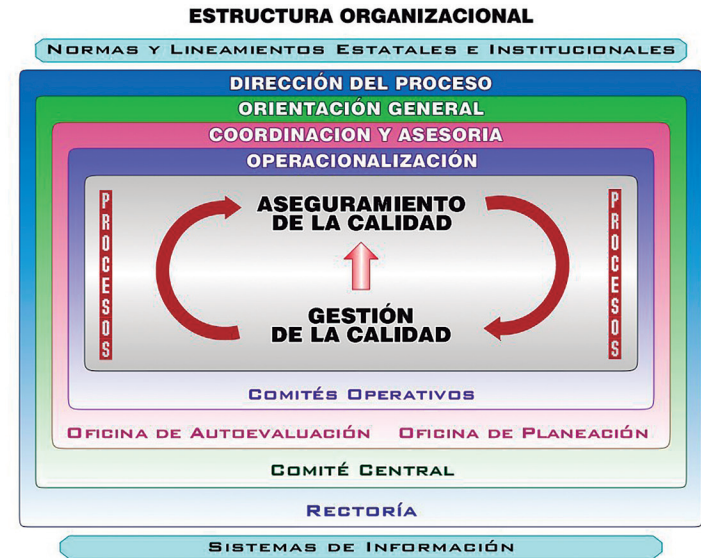 ESTRUCTURA ORGANIZACIONAL
NORMAS Y LINEAMIENTOS ESTATALES E INSTITUCIONALES
DIRECCIÓN DEL PROCESO
ORIENTACIÓN GENERAL
COORDINACION Y ASESORIA
OPERACIONALIZACIÓN
PROCESOS
ASEGURAMIENTO
DE LA CALIDAD
PROCESOS
GESTIÓN
DE LA CALIDAD
COMITÉS OPERATIVOS
OFICINA DE AUTOEVALUACIÓN OFICINA DE PLANEACIÓN
COMITÉ CENTRAL
RECTORÍA
SISTEMAS DE INFORMACIÓN